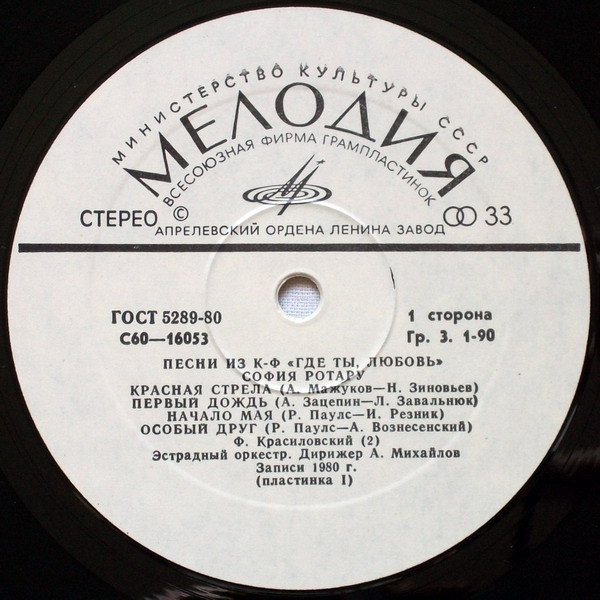 МИНИСТЕРСТВО КУЛЬТУРЫ СССР
МЕЛОДИЯ
ВСЕСОЮЗНАЯ ФИРМА ГРАМПЛАСТИНОК
СТЕРЕО © 33
АПРЕЛЕВСКИЙ ОРДЕНА ЛЕНИНА ЗАВОД
ГОСТ 5289-80 1 сторона
С60—16053 Гр. 3. 1-90
ПЕСНИ ИЗ К-Ф «ГДЕ ТЫ, ЛЮБОВЬ»
СОФИЯ РОТАРУ
КРАСНАЯ СТРЕЛА (А. Мажуков—Н. Зиновьев)
ПЕРВЫЙ ДОЖДЬ (А. Зацепин—Л. Завальнюк)
НАЧАЛО МАЯ (Р. Паулс—И. Резник)
ОСОБЫЙ ДРУГ (Р. Паулс—А. Вознесенский)
Ф. Красиловский (2)
Эстрадный оркестр. Дирижер А. Михайлов
Записи 1980 г.
(пластинка I)